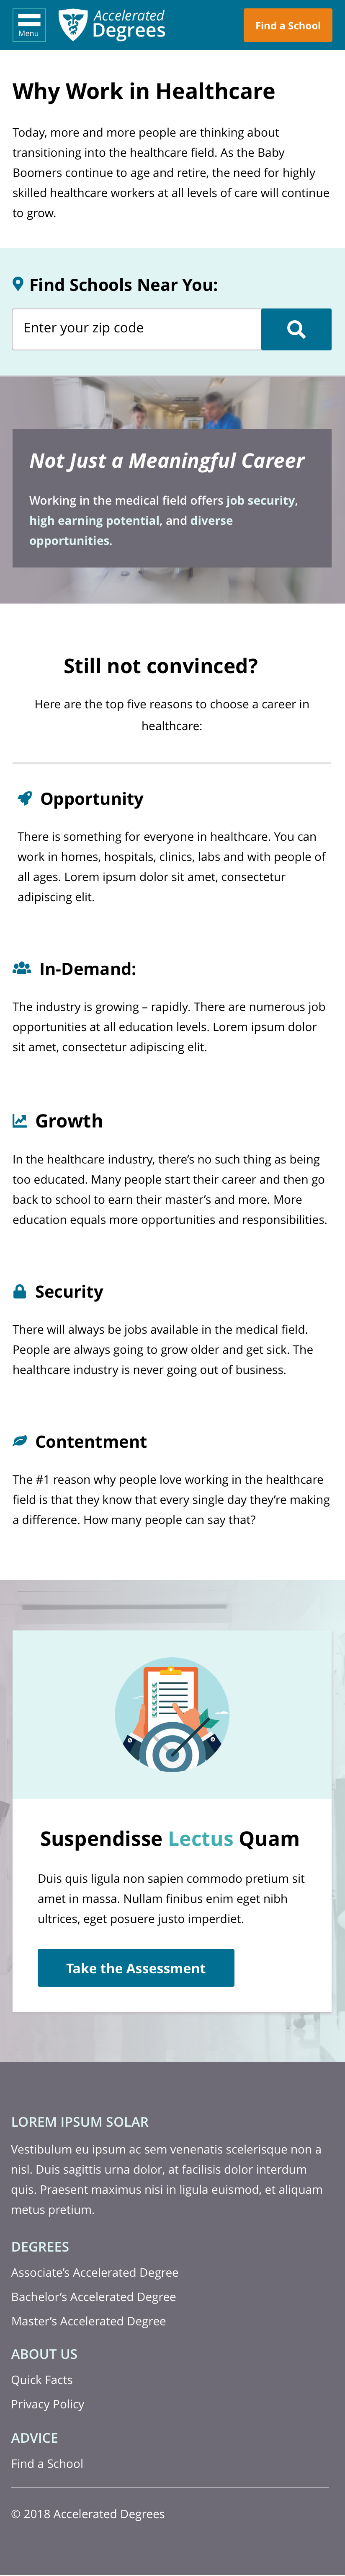 Menu
Accelerated
Degrees
Find a School
Why Work in Healthcare
Today, more and more people are thinking about
transitioning into the healthcare field. As the Baby
Boomers continue to age and retire, the need for highly
skilled healthcare workers at all levels of care will continue
to grow.
Find Schools Near You:
Enter your zip code
Not Just a Meaningful Career
Working in the medical field offers job security,
high earning potential, and diverse
opportunities.
Still not convinced?
Here are the top five reasons to choose a career in
healthcare:
Opportunity
There is something for everyone in healthcare. You can
work in homes, hospitals, clinics, labs and with people of
all ages. Lorem ipsum dolor sit amet, consectetur
adipiscing elit.
In-Demand:
The industry is growing – rapidly. There are numerous job
opportunities at all education levels. Lorem ipsum dolor
sit amet, consectetur adipiscing elit.
Growth
In the healthcare industry, there’s no such thing as being
too educated. Many people start their career and then go
back to school to earn their master’s and more. More
education equals more opportunities and responsibilities.
Security
There will always be jobs available in the medical field.
People are always going to grow older and get sick. The
healthcare industry is never going out of business.
Contentment
The #1 reason why people love working in the healthcare
field is that they know that every single day they’re making
a difference. How many people can say that?
Suspendisse Lectus Quam
Duis quis ligula non sapien commodo pretium sit
amet in massa. Nullam finibus enim eget nibh
ultrices, eget posuere justo imperdiet.
Take the Assessment
LOREM IPSUM SOLAR
Vestibulum eu ipsum ac sem venenatis scelerisque non a
nisl. Duis sagittis urna dolor, at facilisis dolor interdum
quis. Praesent maximus nisi in ligula euismod, et aliquam
metus pretium.
DEGREES
Associate’s Accelerated Degree
Bachelor’s Accelerated Degree
Master’s Accelerated Degree
ABOUT US
Quick Facts
Privacy Policy
ADVICE
Find a School
© 2018 Accelerated Degrees